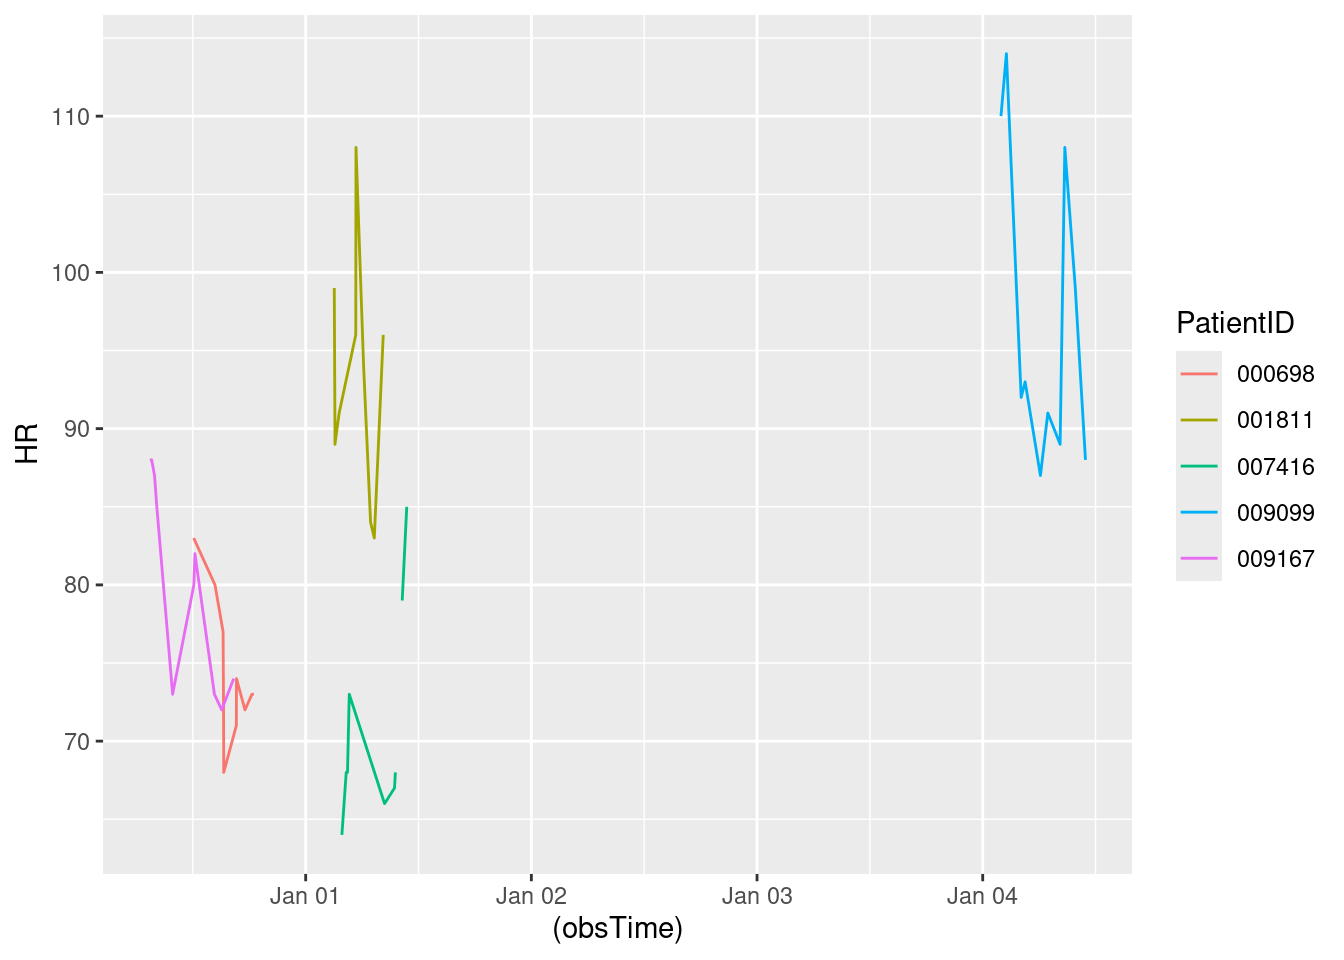 HR
110
100
90
80
70
Jan 01
Jan 02
Jan 03
Jan 04
(obsTime)
PatientID
000698
001811
007416
009099
009167